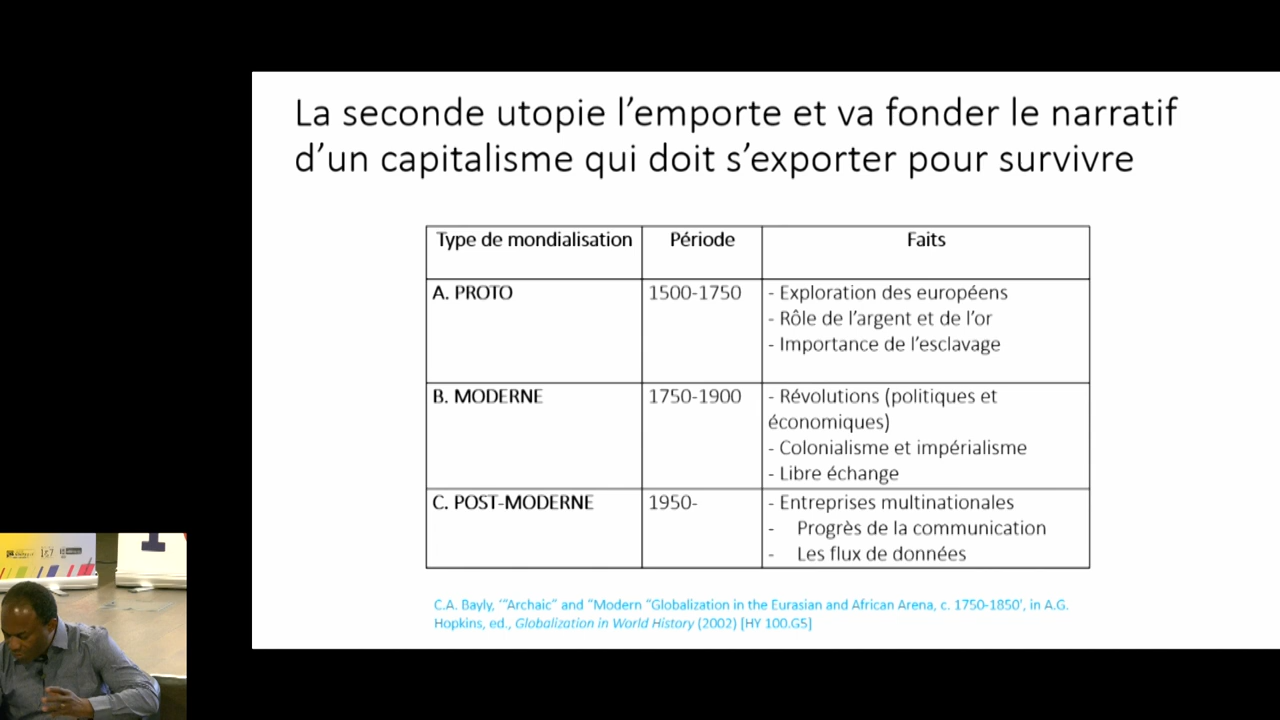 La seconde utopie l’emporte et va fonder le narratif
d’un capitalisme qui doit s’exporter pour survivre
Type de mondialisation Période Faits
A. PROTO 1500-1750 - Exploration des européens
- Rôle de l’argent et de l’or
- Importance de l’esclavage
B. MODERNE 1750-1900 - Révolutions (politiques et
économiques)
- Colonialisme et impérialisme
- Libre échange
C. POST-MODERNE 1950- - Entreprises multinationales
- Progrès de la communication
- Les flux de données
C.A. Bayly, ‘“Archaic” and “Modern “Globalization in the Eurasian and African Arena, c. 1750-1850’, in A.G.
Hopkins, ed., Globalization in World History (2002) [HY 100.G5]